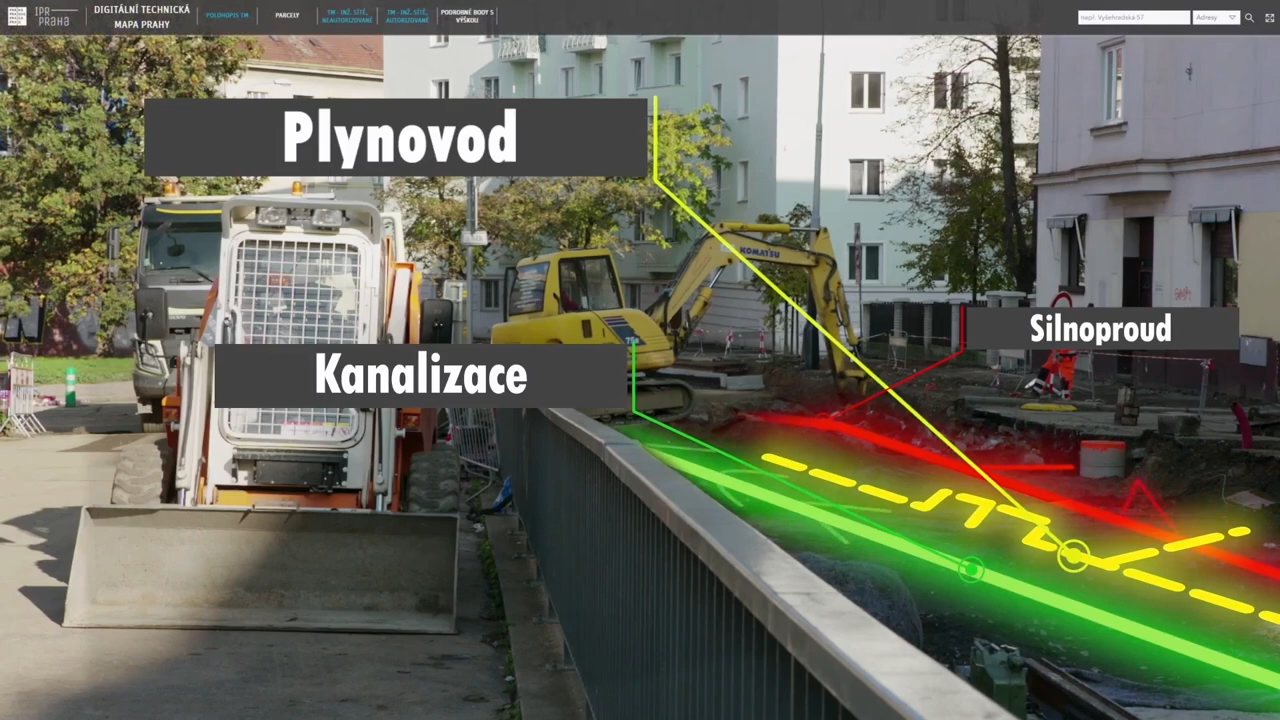 IPR
PRAHA
DIGITÁLNÍ TECHNICKÁ
MAPA PRAHY
POLOHOPIS TM
PARCELY
TM - INŽ. SÍTĚ,
NEAUTORIZOVANÉ
TM - INŽ. SÍTĚ,
AUTORIZOVANÉ
PODROBNÉ BODY S
VÝŠKOU
např. Vyšehradská 57
Adresy
Plynovod
KOMATSU
Silnoproud
Kanalizace